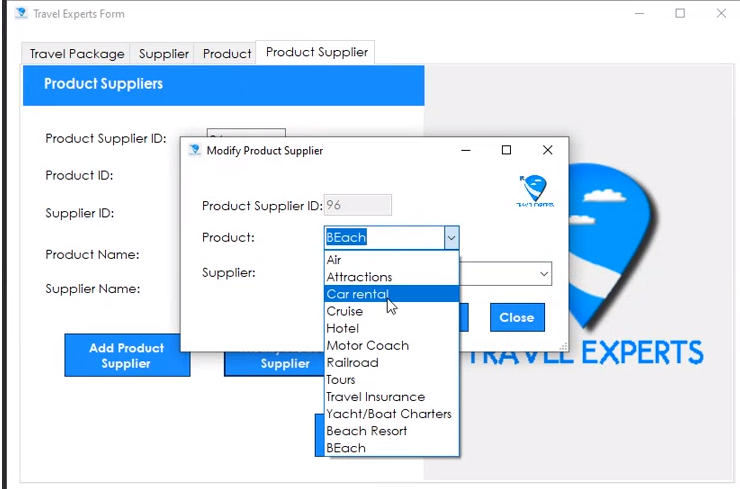 Travel Experts Form
Travel Package Supplier Product Product Supplier
Product Suppliers
Product Supplier ID:
Product ID:
Supplier ID:
Product Name:
Supplier Name:
Add Product
Supplier
Supplier
TRAVEL EXPERTS
Modify Product Supplier
TRAVEL EXPERTS
Product Supplier ID: 96
Product: BEach
Supplier:
Close
Air
Attractions
Car rental
Cruise
Hotel
Motor Coach
Railroad
Tours
Travel Insurance
Yacht/Boat Charters
Beach Resort
BEach